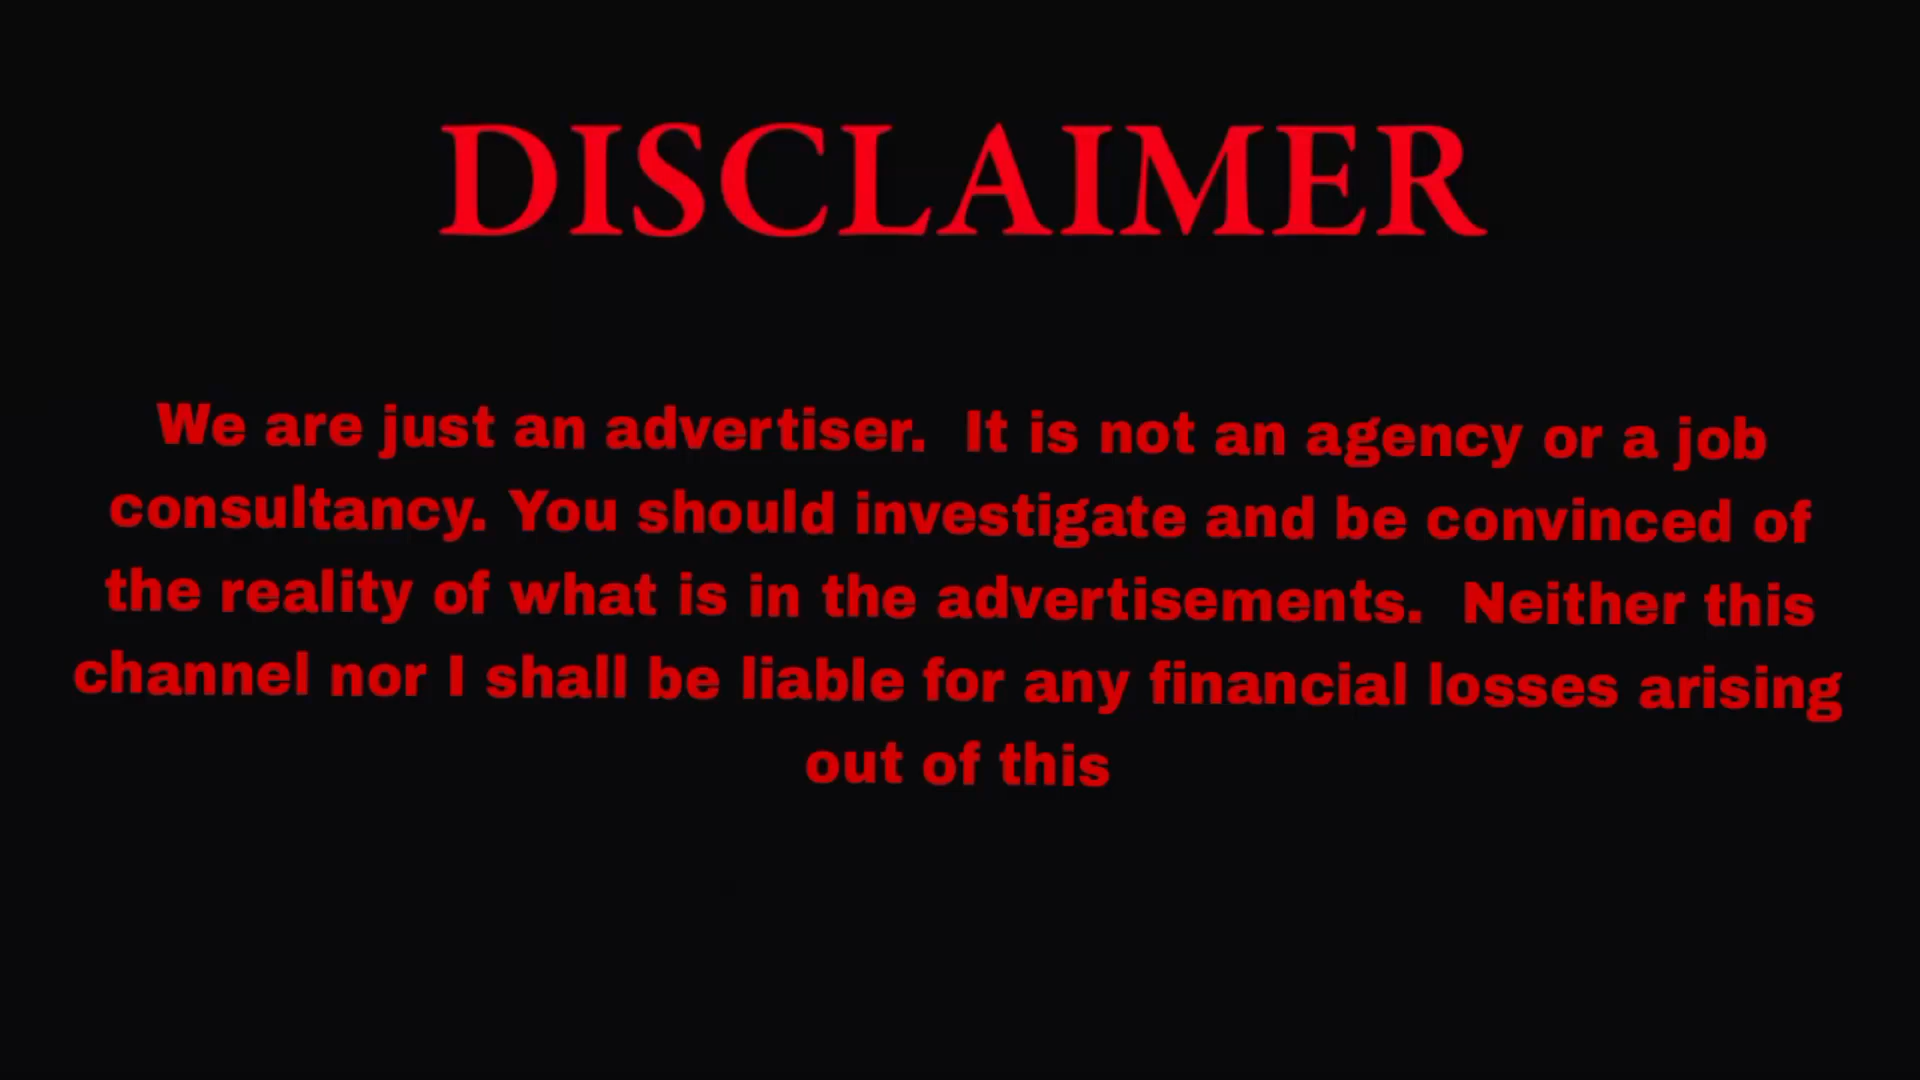 DISCLAIMER
We are just an advertiser. It is not an agency or a job
consultancy. You should investigate and be convinced of
the reality of what is in the advertisements. Neither this
channel nor I shall be liable for any financial losses arising
out of this